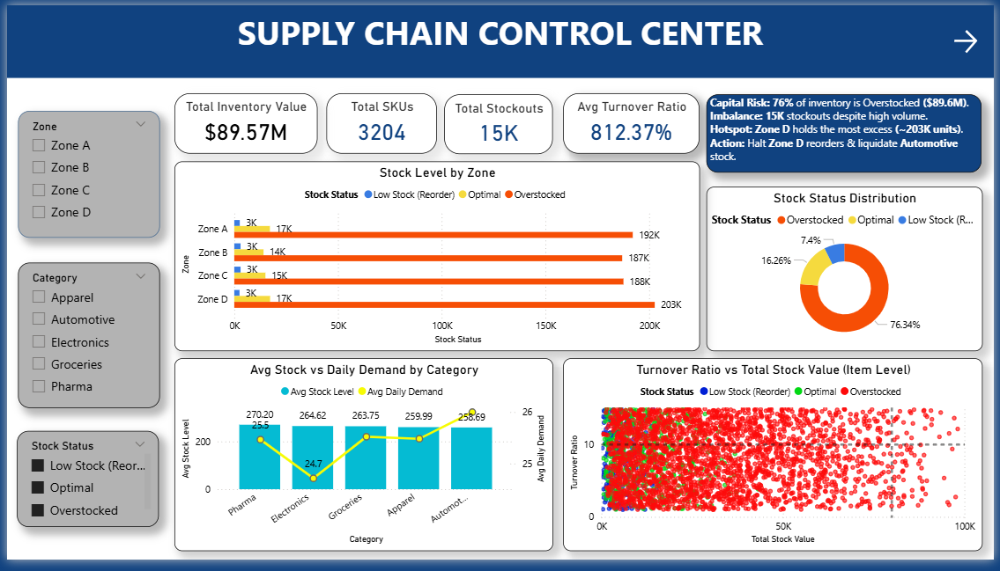 SUPPLY CHAIN CONTROL CENTER
Zone
Zone A
Zone B
Zone C
Zone D
Category
Apparel
Automotive
Electronics
Groceries
Pharma
Stock Status
Low Stock (Reor...
Optimal
Overstocked
Total Inventory Value
$89.57M
Total SKUs
3204
Total Stockouts
15K
Avg Turnover Ratio
812.37%
Capital Risk: 76% of inventory is Overstocked ($89.6M).
Imbalance: 15K stockouts despite high volume.
Hotspot: Zone D holds the most excess (~203K units).
Action: Halt Zone D reorders & liquidate Automotive
stock.
Stock Level by Zone
Stock Status Low Stock (Reorder) Optimal Overstocked
Zone
Zone A 3K 17K 192K
Zone B 3K 14K 187K
Zone C 3K 15K 188K
Zone D 3K 17K 203K
0K 50K 100K 150K 200K
Stock Status
Stock Status Distribution
Stock Status Overstocked Optimal Low Stock (R...
7.4%
16.26%
76.34%
Avg Stock vs Daily Demand by Category
Avg Stock Level Avg Daily Demand
Avg Stock Level
200
0
270.20 264.62 263.75 259.99 258.69
25.5
24.7
26
25
Avg Daily Demand
Pharma Electronics Groceries Apparel Automot...
Category
Turnover Ratio vs Total Stock Value (Item Level)
Stock Status Low Stock (Reorder) Optimal Overstocked
Turnover Ratio
10
0
0K 50K 100K
Total Stock Value